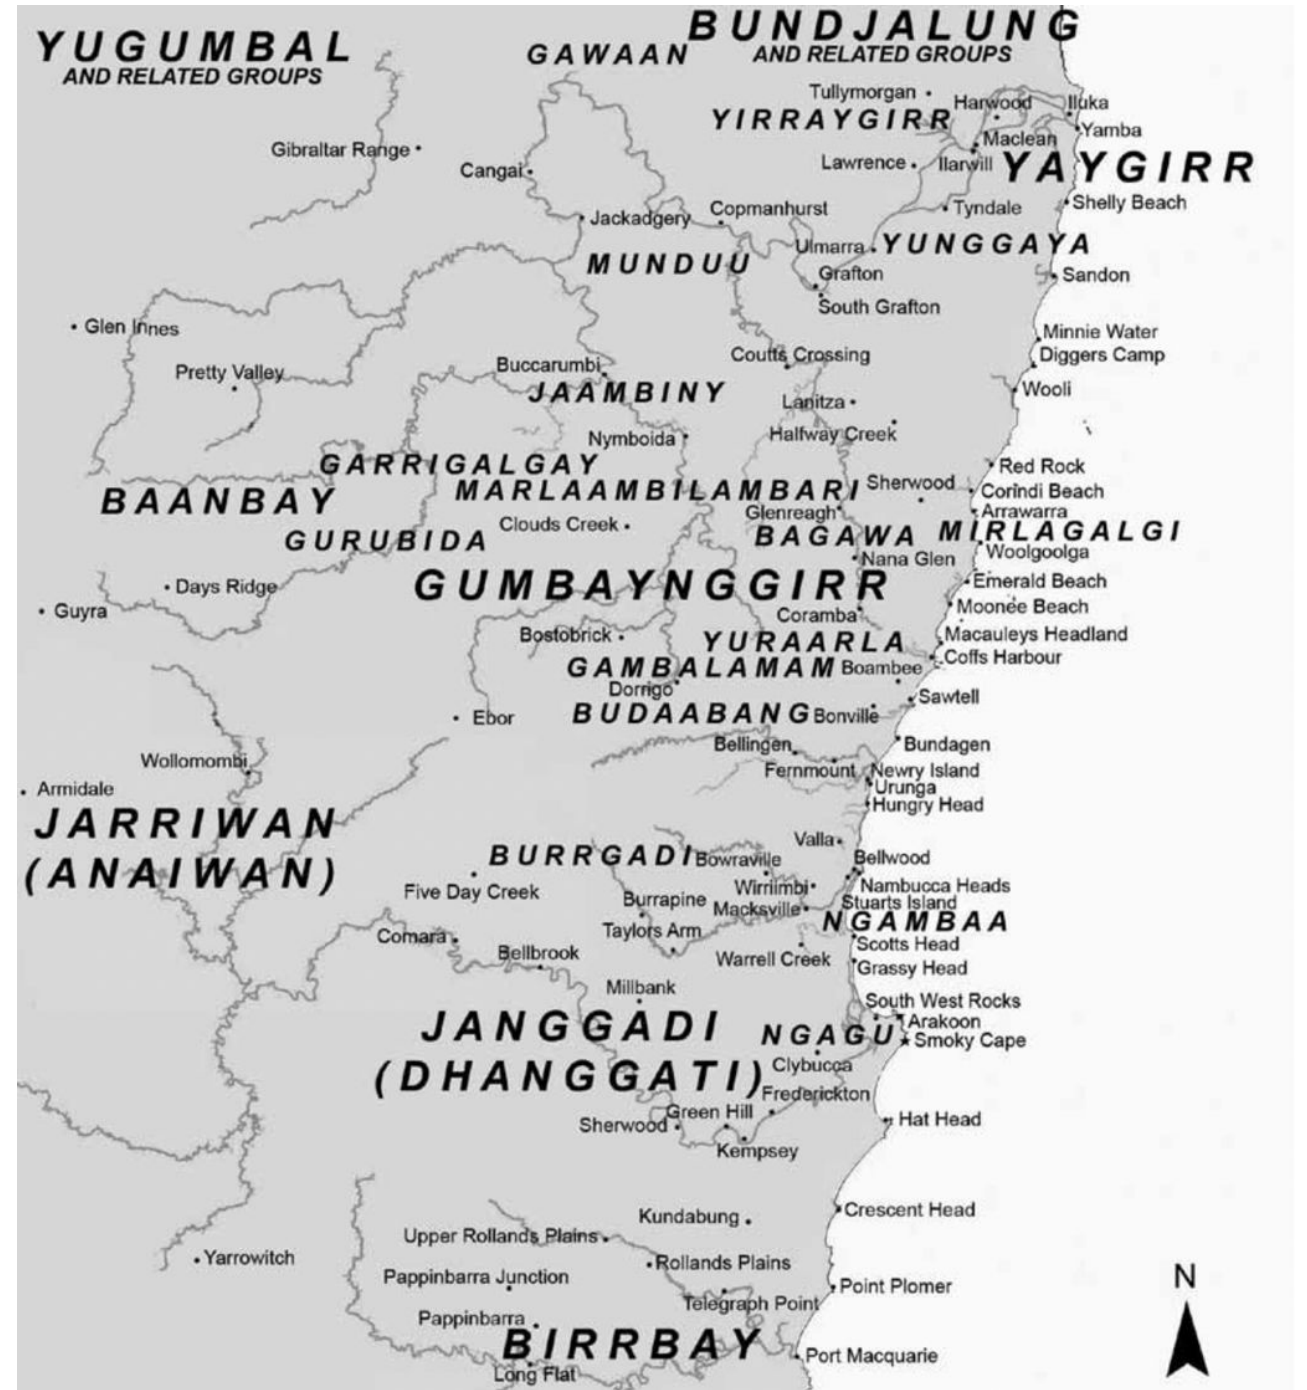 BUNDJALUNG
YUGUMBAL
GAWAAN
AND RELATED GROUPS
AND RELATED GROUPS
Tullymorgan
Harwood
Iluka
YIRRAYGIRR
Yamba
Maclean
Gibraltar Range
Lawrence
Ilarwill
YAYGIRR
Cangai
Shelly Beach
Copmanhurst
Tyndale
Jackadgery
Ulmarra
YUNGGAYA
MUNDUU
Grafton
Sandon
South Grafton
Glen Innes
Minnie Water
Coutts Crossing
Diggers Camp
Buccarumbi
Pretty Valley
Wooli
JAAMBINY
Lanitza
Halfway Creek
Nymboida
GARRIGALGAY
Red Rock
Sherwood
MARLAAMBILAMBARI
Corindi Beach
BAANBAY
Arrawarra
Glenreagh
Clouds Creek
MIRLAGALGI
BAGAWA
GURUBIDA
Woolgoolga
Nana Glen
Emerald Beach
GUMBAYNGGIRR
Days Ridge
Moonee Beach
Guyra
Coramba
Macauleys Headland
Bostobrick
YURAARLA
Coffs Harbour
GAMBALAMAM
Boambee
Dorrigo
Sawtell
BUDAABANG
Bonville
Ebor
Bellingen
Bundagen
Wollomombi
Fernmount
Newry Island
Urunga
Armidale
Hungry Head
JARRIWAN
Valla
BURRGADI
Bowraville
Bellwood
(ANAIWAN)
Wirriimbi
Nambucca Heads
Five Day Creek
Burrapine
Stuarts Island
Macksville
NGAMBAA
Taylors Arm
Comara
Scotts Head
Bellbrook
Warrell Creek
Grassy Head
Millbank
South West Rocks
Arakoon
JANGGADI
NGAGU
Smoky Cape
Clybucca
(DHANGGATI)
Frederickton
Green Hill
Hat Head
Sherwood
Kempsey
Crescent Head
Kundabung
Upper Rollands Plains
Yarrowitch
Rollands Plains
Pappinbarra Junction
N
Point Plomer
Telegraph Point
Pappinbarra
BIRRBAY
Port Macquarie
Long Flat